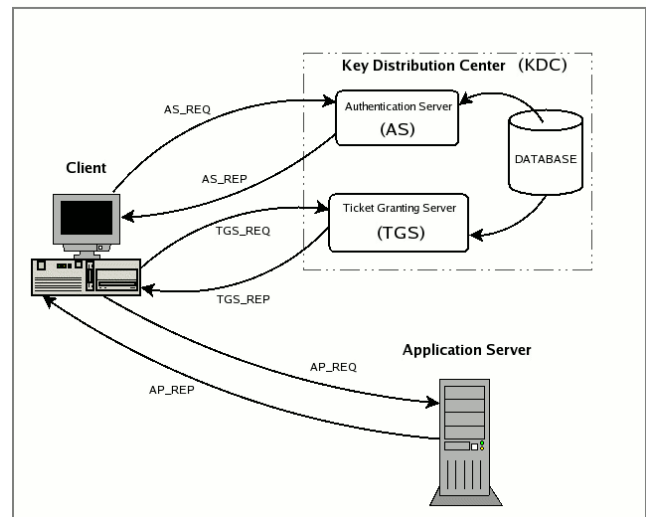 Key Distribution Center (KDC)
Authentication Server
(AS)
AS_REQ
DATABASE
Client
AS_REP
Ticket Granting Server
(TGS)
TGS_REQ
TGS_REP
Application Server
AP_REQ
AP_REP